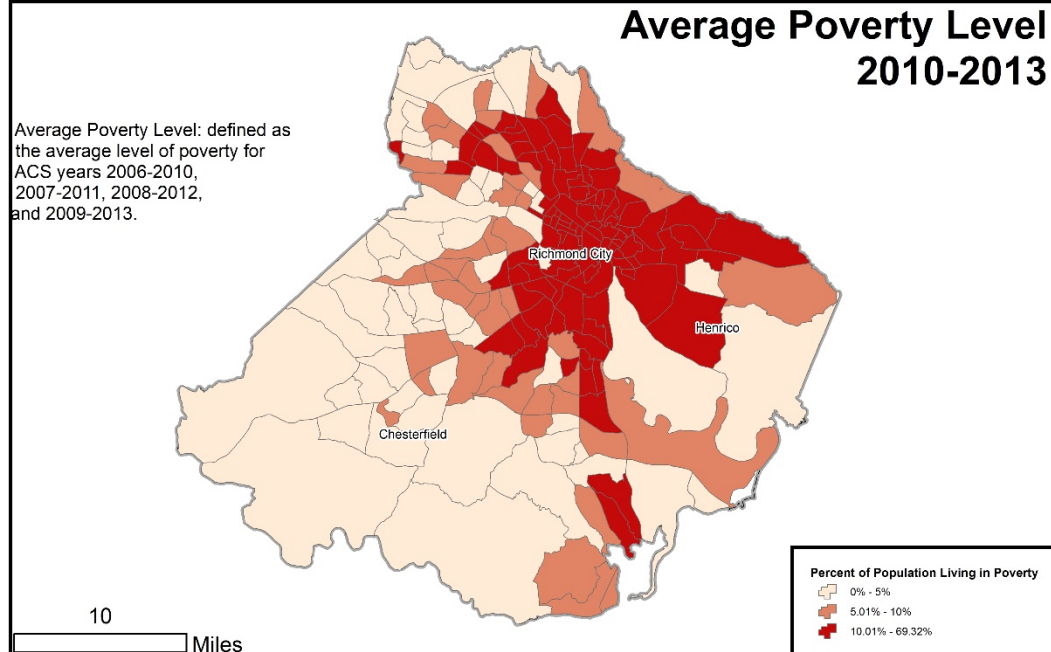 Average Poverty Level
2010-2013
Average Poverty Level: defined as
the average level of poverty for
ACS years 2006-2010,
2007-2011, 2008-2012,
and 2009-2013.
Richmond City
Henrico
Chesterfield
10
Miles
Percent of Population Living in Poverty
0% - 5%
5.01% - 10%
10.01% - 69.32%